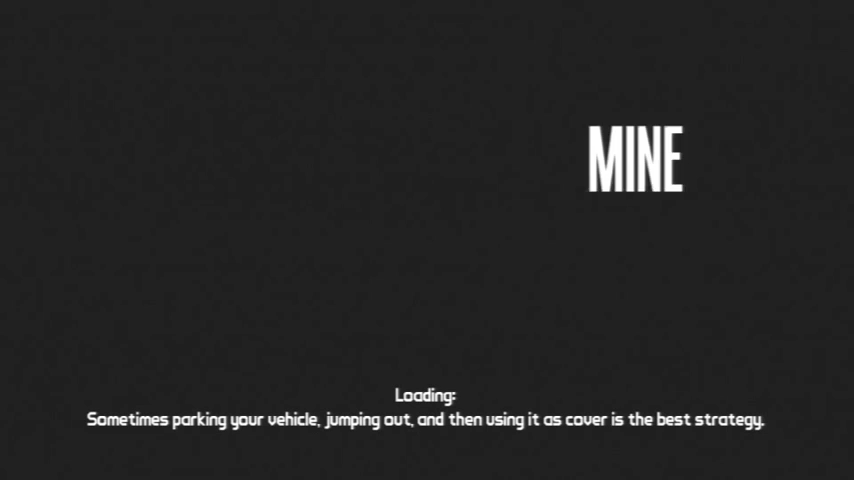 MINE
Loading:
Sometimes parking your vehicle, jumping out, and then using it as cover is the best strategy.